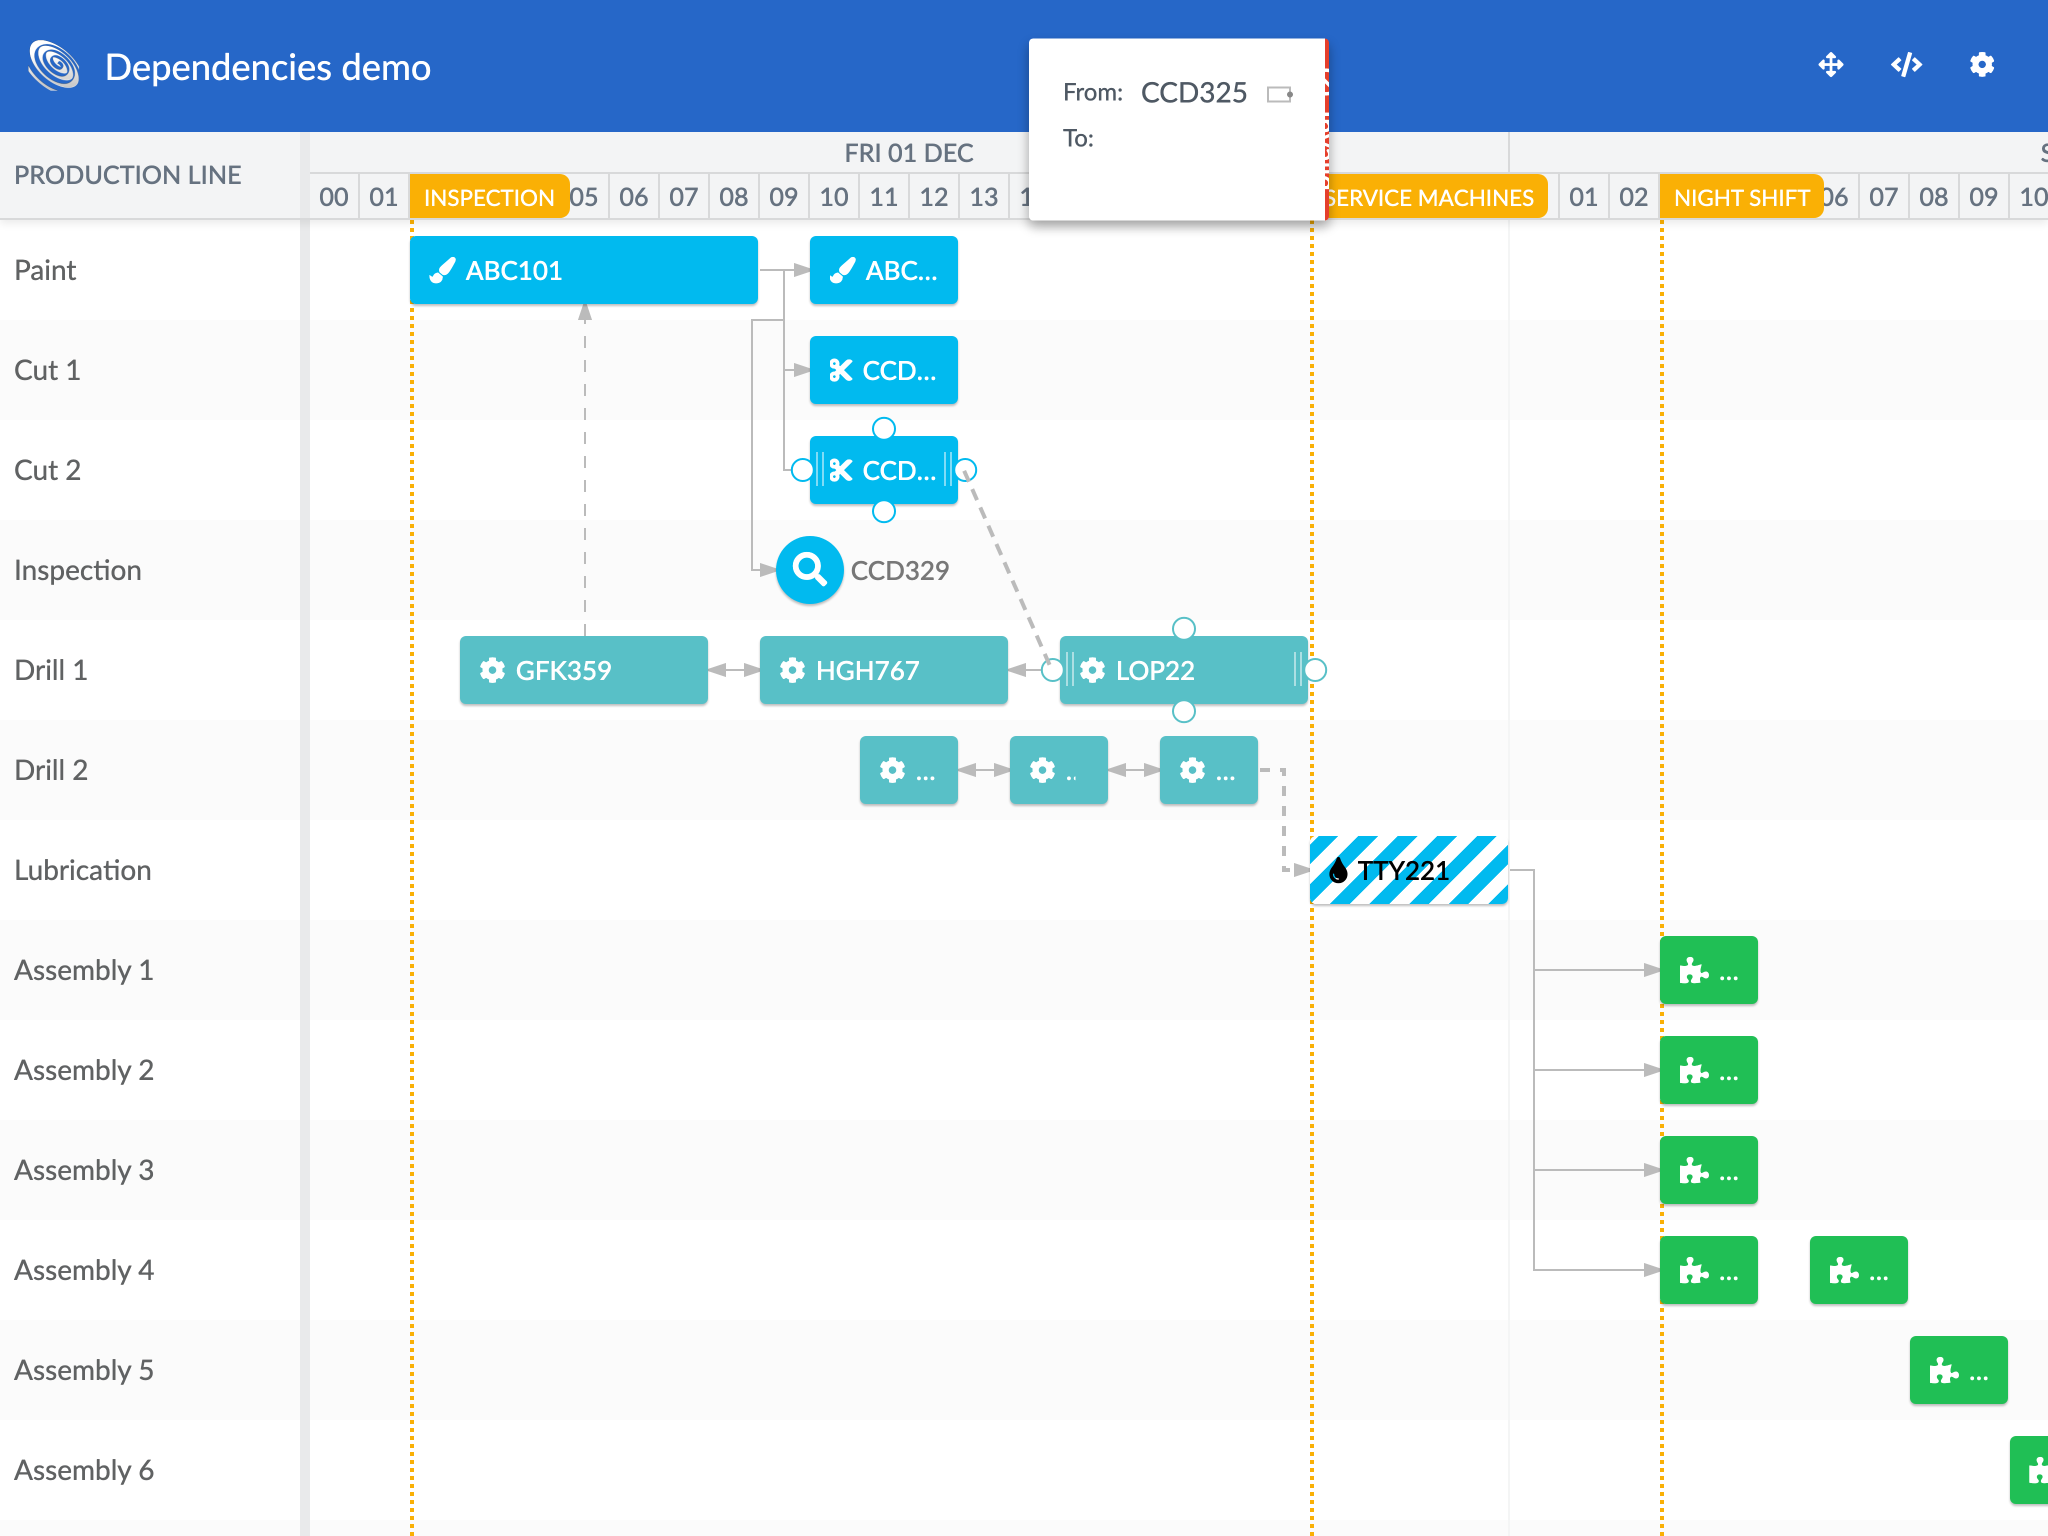 Dependencies demo
From: CCD325
To:
PRODUCTION LINE
FRI 01 DEC
S
00 01 INSPECTION 05 06 07 08 09 10 11 12 13 1 SERVICE MACHINES 01 02 NIGHT SHIFT 06 07 08 09 10
Paint ABC101 ABC...
Cut 1 CCD...
Cut 2 CCD...
Inspection CCD329
Drill 1 GFK359 HGH767 LOP22
Drill 2 ... .. ...
Lubrication TTY221
Assembly 1 ...
Assembly 2 ...
Assembly 3 ...
Assembly 4 ... ...
Assembly 5 ...
Assembly 6